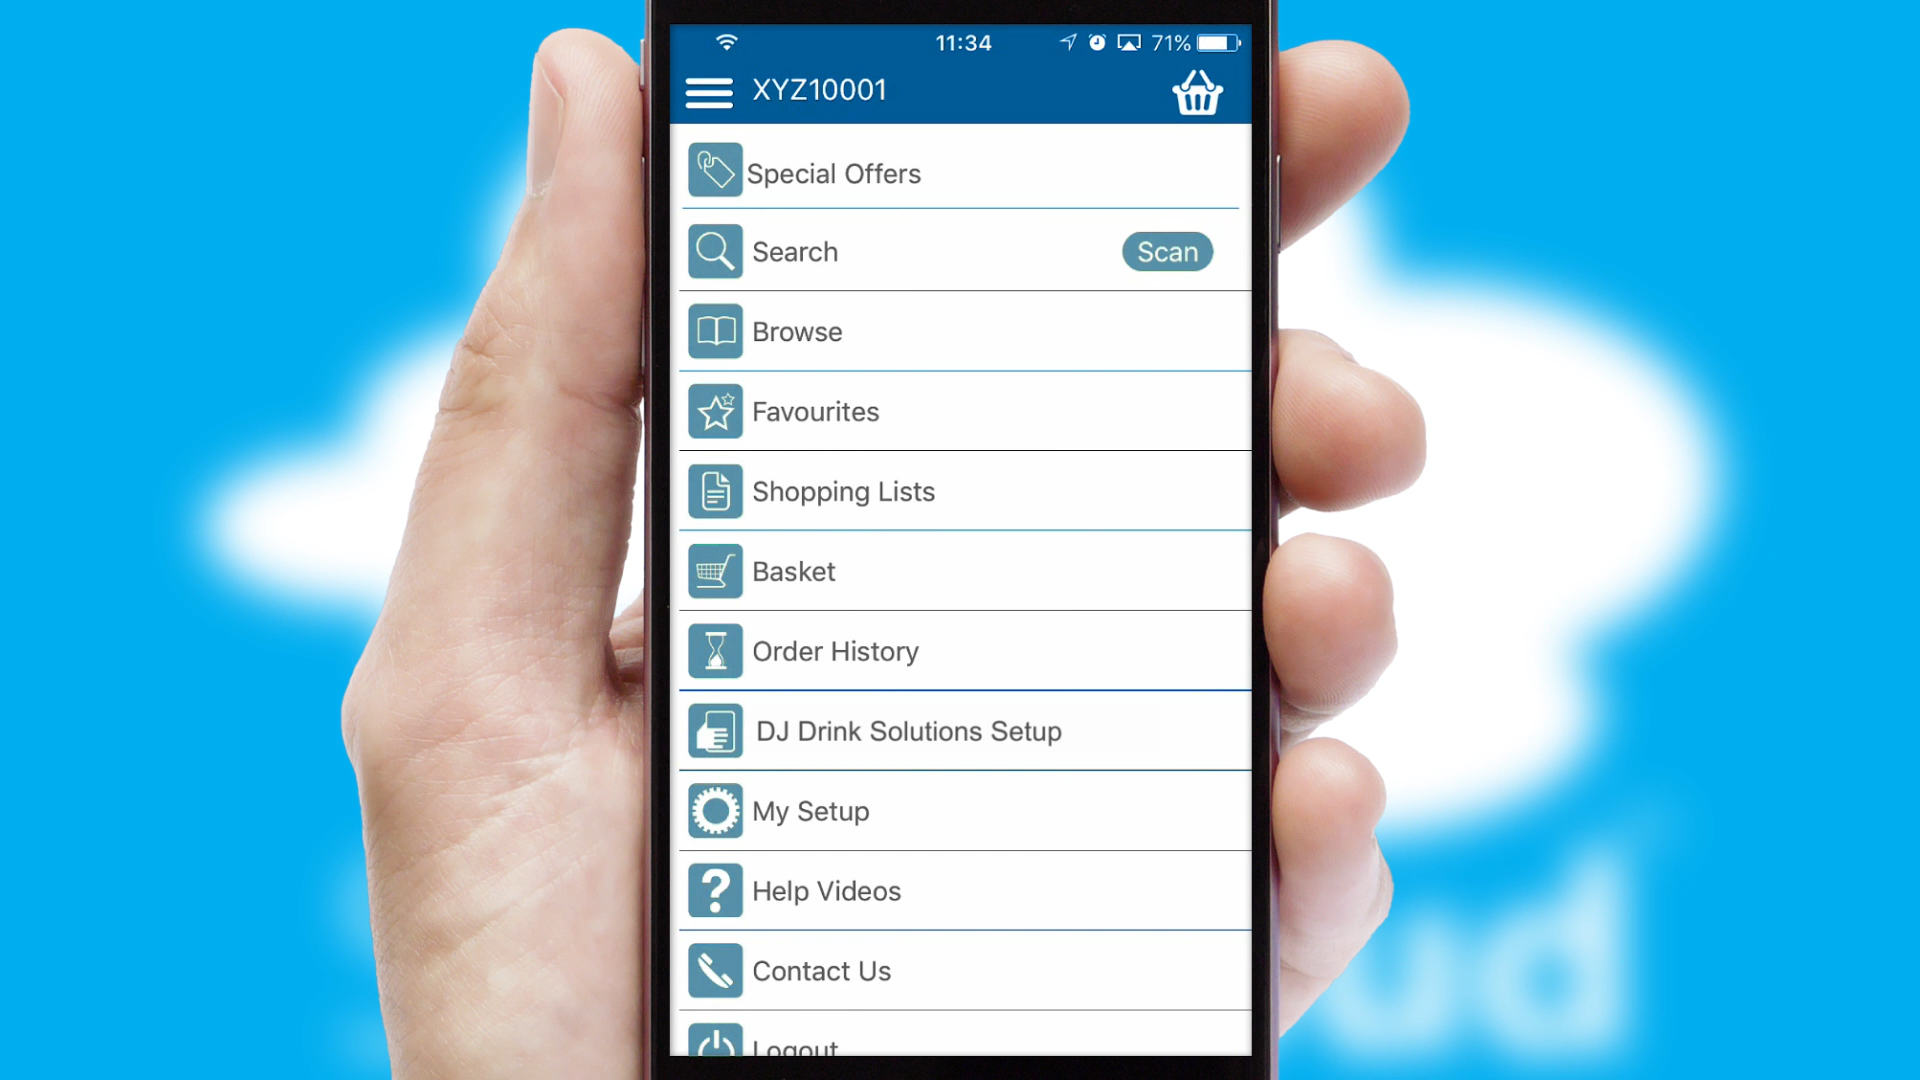 11:34
71%
XYZ10001
Special Offers
Search
Scan
Browse
Favourites
Shopping Lists
Basket
Order History
DJ Drink Solutions Setup
My Setup
Help Videos
Contact Us
Logout